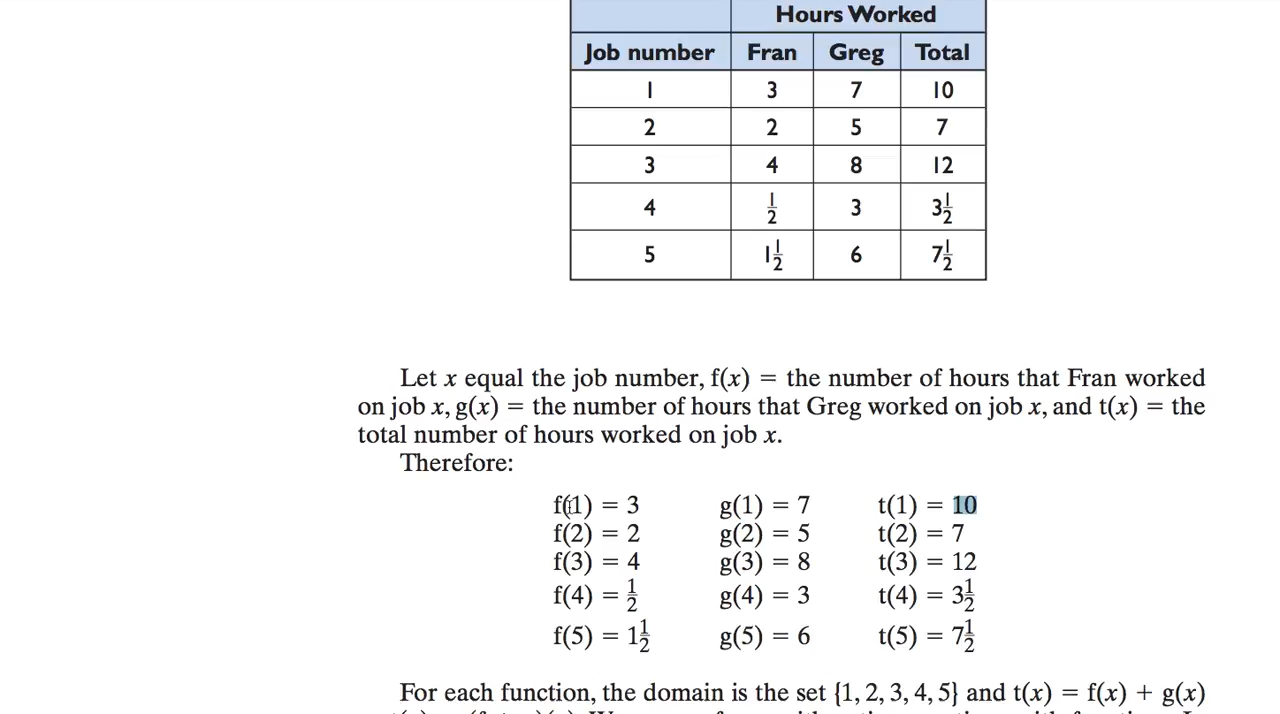 Hours Worked
Job number Fran Greg Total
1 3 7 10
2 2 5 7
3 4 8 12
4 1/2 3 3 1/2
5 1 1/2 6 7 1/2
Let x equal the job number, f(x) = the number of hours that Fran worked
on job x, g(x) = the number of hours that Greg worked on job x, and t(x) = the
total number of hours worked on job x.
Therefore:
f(1) = 3 g(1) = 7 t(1) = 10
f(2) = 2 g(2) = 5 t(2) = 7
f(3) = 4 g(3) = 8 t(3) = 12
f(4) = 1/2 g(4) = 3 t(4) = 3 1/2
f(5) = 1 1/2 g(5) = 6 t(5) = 7 1/2
For each function, the domain is the set {1, 2, 3, 4, 5} and t(x) = f(x) + g(x)